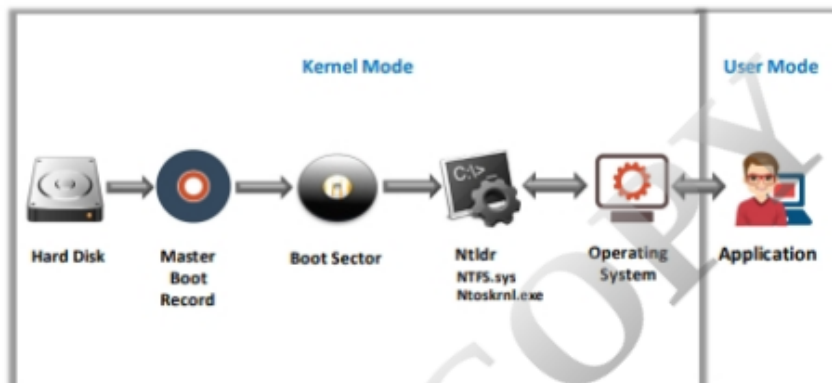 Kernel Mode
User Mode
C:\>_
Hard Disk
Master
Boot
Record
Boot Sector
Ntldr
NTFS.sys
Ntoskrnl.exe
Operating
System
Application
COPY